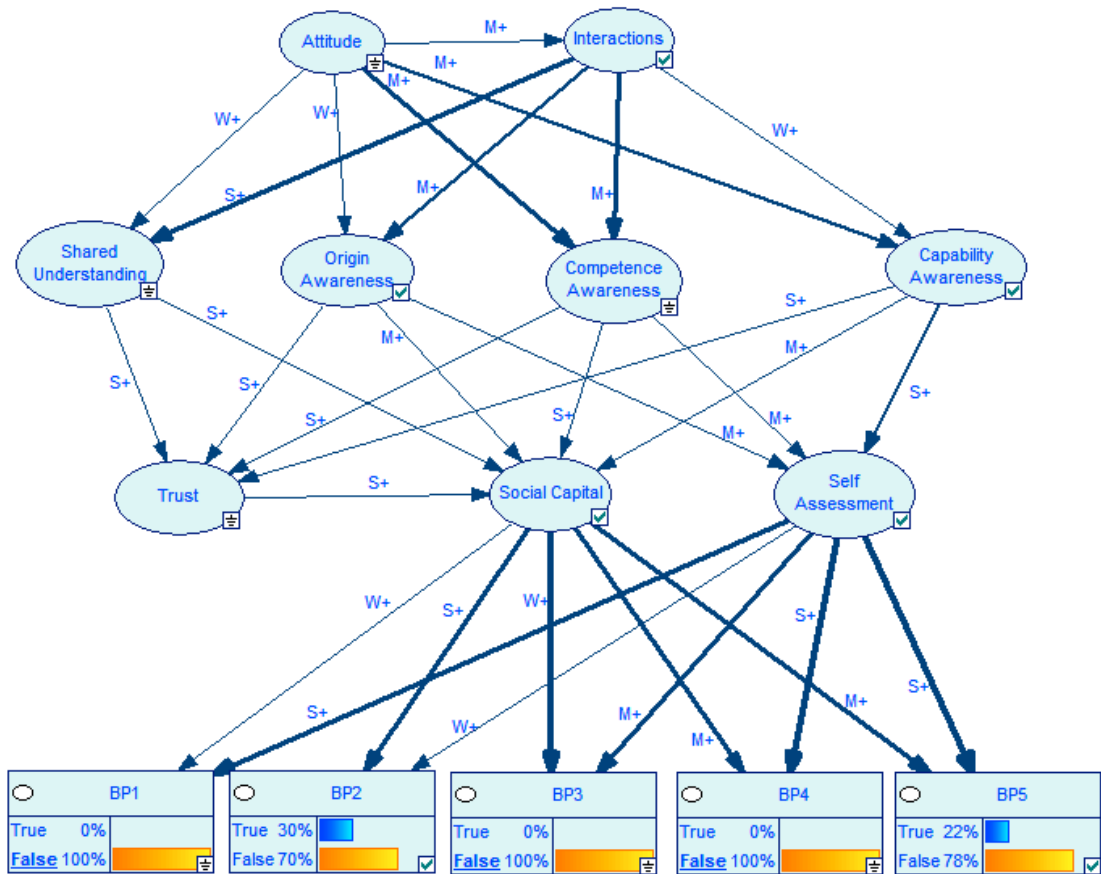 Attitude
M+
Interactions
M+
M+
W+
W+
W+
S+
M+
M+
Shared
Understanding
Origin
Awareness
Competence
Awareness
Capability
Awareness
S+
S+
M+
M+
S+
S+
S+
S+
S+
M+
M+
Trust
S+
Social Capital
Self
Assessment
W+
S+
W+
S+
S+
S+
M+
W+
M+
M+
BP1
True 0%
False 100%
BP2
True 30%
False 70%
BP3
True 0%
False 100%
BP4
True 0%
False 100%
BP5
True 22%
False 78%